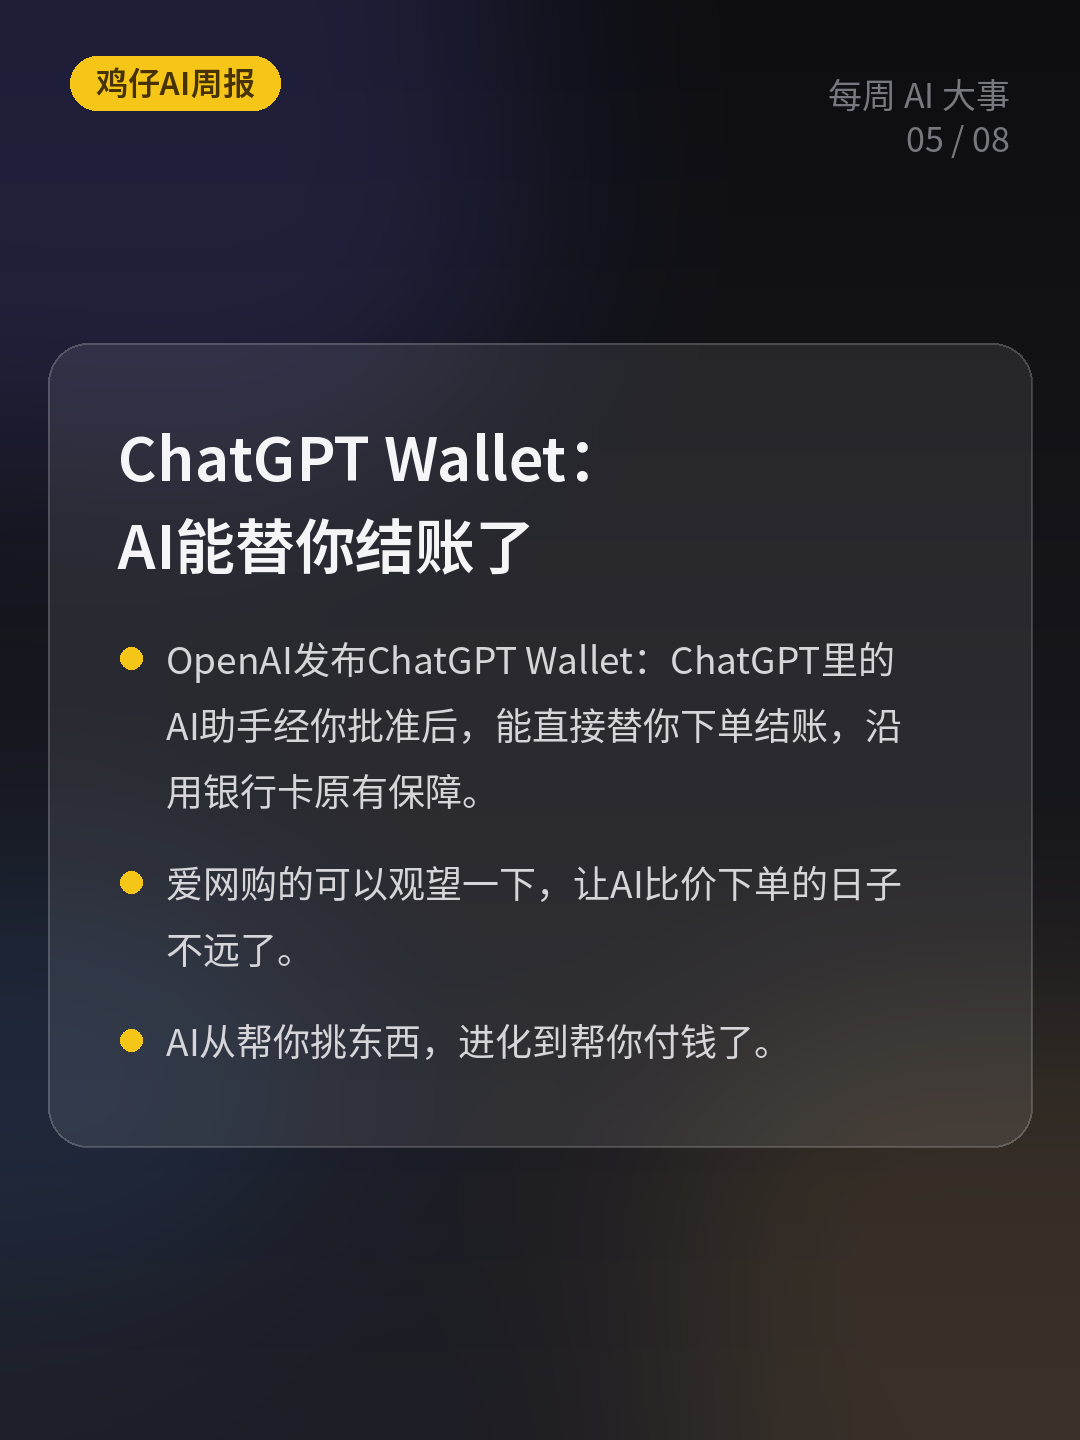 鸡仔AI周报
每周 AI 大事
05 / 08
ChatGPT Wallet：
AI能替你结账了
OpenAI发布ChatGPT Wallet：ChatGPT里的
AI助手经你批准后，能直接替你下单结账，沿
用银行卡原有保障。
爱网购的可以观望一下，让AI比价下单的日子
不远了。
AI从帮你挑东西，进化到帮你付钱了。